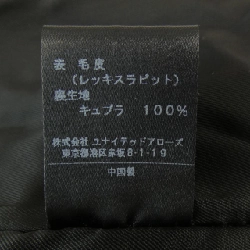 表 毛皮
(レッキスラビット)
裏生地
キュプラ 100%
株式会社 ユナイテッドアローズ
東京都港区赤坂8-1-19
中国製